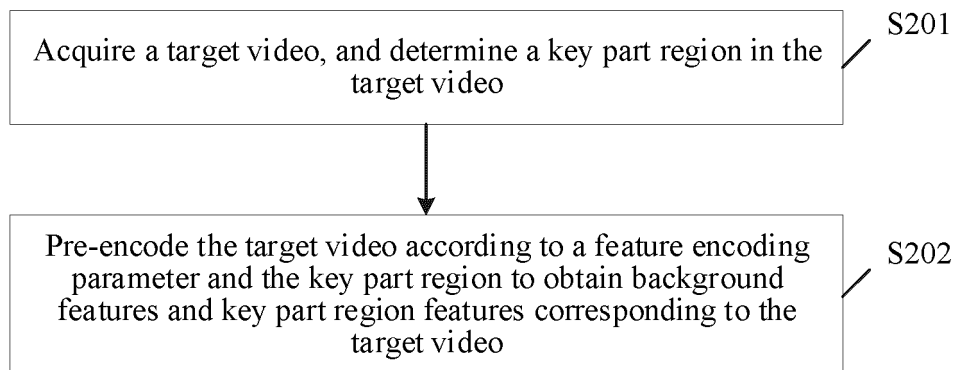 S201
Acquire a target video, and determine a key part region in the
target video
Pre-encode the target video according to a feature encoding
parameter and the key part region to obtain background
features and key part region features corresponding to the
target video
S202